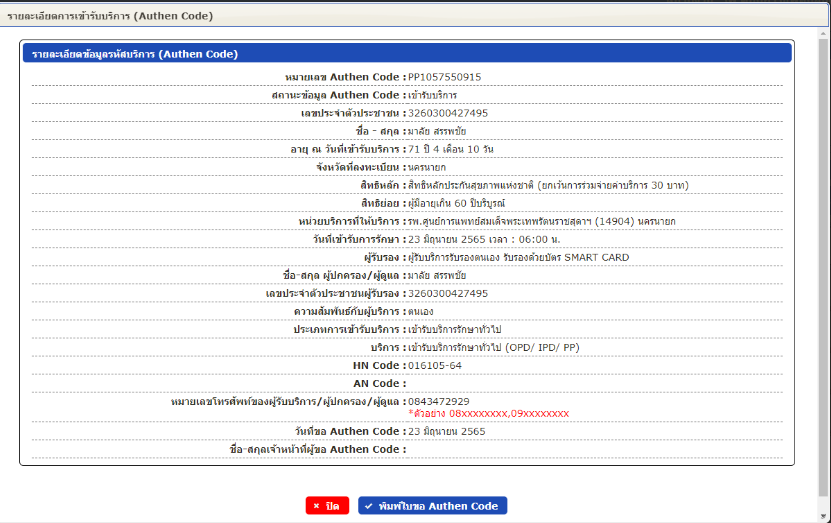 รายละเอียดการเข้ารับบริการ (Authen Code)
รายละเอียดข้อมูลรหัสบริการ (Authen Code)
หมายเลข Authen Code : PP1057550915
สถานะข้อมูล Authen Code : เข้ารับบริการ
เลขประจำตัวประชาชน : 3260300427495
ชื่อ - สกุล : มาลัย สรรพชัย
อายุ ณ วันที่เข้ารับบริการ : 71 ปี 4 เดือน 10 วัน
จังหวัดที่ลงทะเบียน : นครนายก
สิทธิหลัก : สิทธิหลักประกันสุขภาพแห่งชาติ (ยกเว้นการร่วมจ่ายค่าบริการ 30 บาท)
สิทธิย่อย : ผู้มีอายุเกิน 60 ปีบริบูรณ์
หน่วยบริการที่ให้บริการ : รพ.ศูนย์การแพทย์สมเด็จพระเทพรัตนราชสุดาฯ (14904) นครนายก
วันที่เข้ารับการรักษา : 23 มิถุนายน 2565 เวลา : 06:00 น.
ผู้รับรอง : ผู้รับบริการรับรองตนเอง รับรองด้วยบัตร SMART CARD
ชื่อ-สกุล ผู้ปกครอง/ผู้ดูแล : มาลัย สรรพชัย
เลขประจำตัวประชาชนผู้รับรอง : 3260300427495
ความสัมพันธ์กับผู้บริการ : ตนเอง
ประเภทการเข้ารับบริการ : เข้ารับบริการรักษาทั่วไป
บริการ : เข้ารับบริการรักษาทั่วไป (OPD/ IPD/ PP)
HN Code : 016105-64
AN Code :
หมายเลขโทรศัพท์ของผู้รับบริการ/ผู้ปกครอง/ผู้ดูแล : 0843472929
*ตัวอย่าง 08xxxxxxxx,09xxxxxxxx
วันที่ขอ Authen Code : 23 มิถุนายน 2565
ชื่อ-สกุลเจ้าหน้าที่ผู้ขอ Authen Code :
ปิด พิมพ์ใบขอ Authen Code